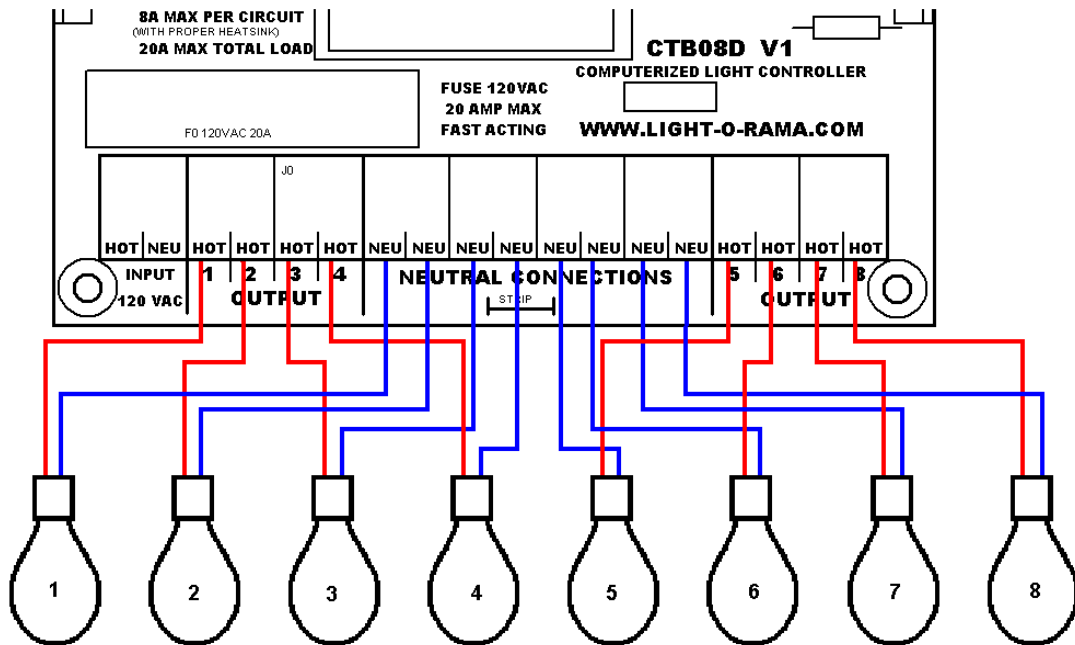 8A MAX PER CIRCUIT
(WITH PROPER HEATSINK)
20A MAX TOTAL LOAD
CTB08D V1
COMPUTERIZED LIGHT CONTROLLER
FUSE 120VAC
20 AMP MAX
FAST ACTING
WWW.LIGHT-O-RAMA.COM
F0 120VAC 20A
J0
HOT NEU HOT HOT HOT HOT NEU NEU NEU NEU NEU NEU NEU NEU HOT HOT HOT HOT
INPUT 1 2 3 4 NEUTRAL CONNECTIONS 5 6 7 8
120 VAC OUTPUT STRIP OUTPUT
1 2 3 4 5 6 7 8